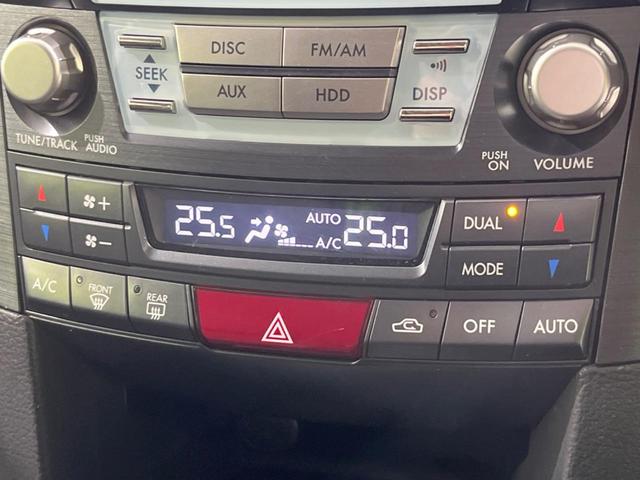 DISC FM/AM
SEEK
AUX HDD DISP
TUNE/TRACK PUSH AUDIO
PUSH ON VOLUME
25.5 AUTO A/C 25.0
DUAL
MODE
A/C FRONT REAR
OFF AUTO